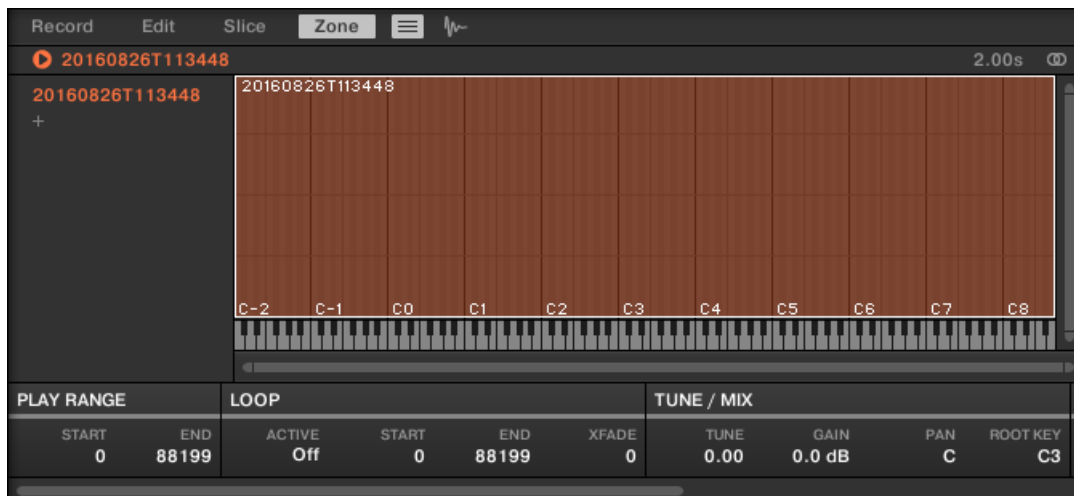 Record Edit Slice Zone
20160826T113448 2.00s
20160826T113448 20160826T113448
+
C-2 C-1 C0 C1 C2 C3 C4 C5 C6 C7 C8
PLAY RANGE LOOP TUNE / MIX
START END ACTIVE START END XFADE TUNE GAIN PAN ROOT KEY
0 88199 Off 0 88199 0 0.00 0.0 dB C C3